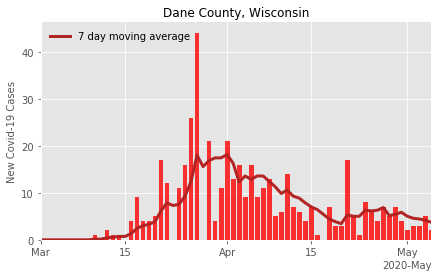 Dane County, Wisconsin
7 day moving average
New Covid-19 Cases
40
30
20
10
0
Mar 15 Apr 15 May
2020-May